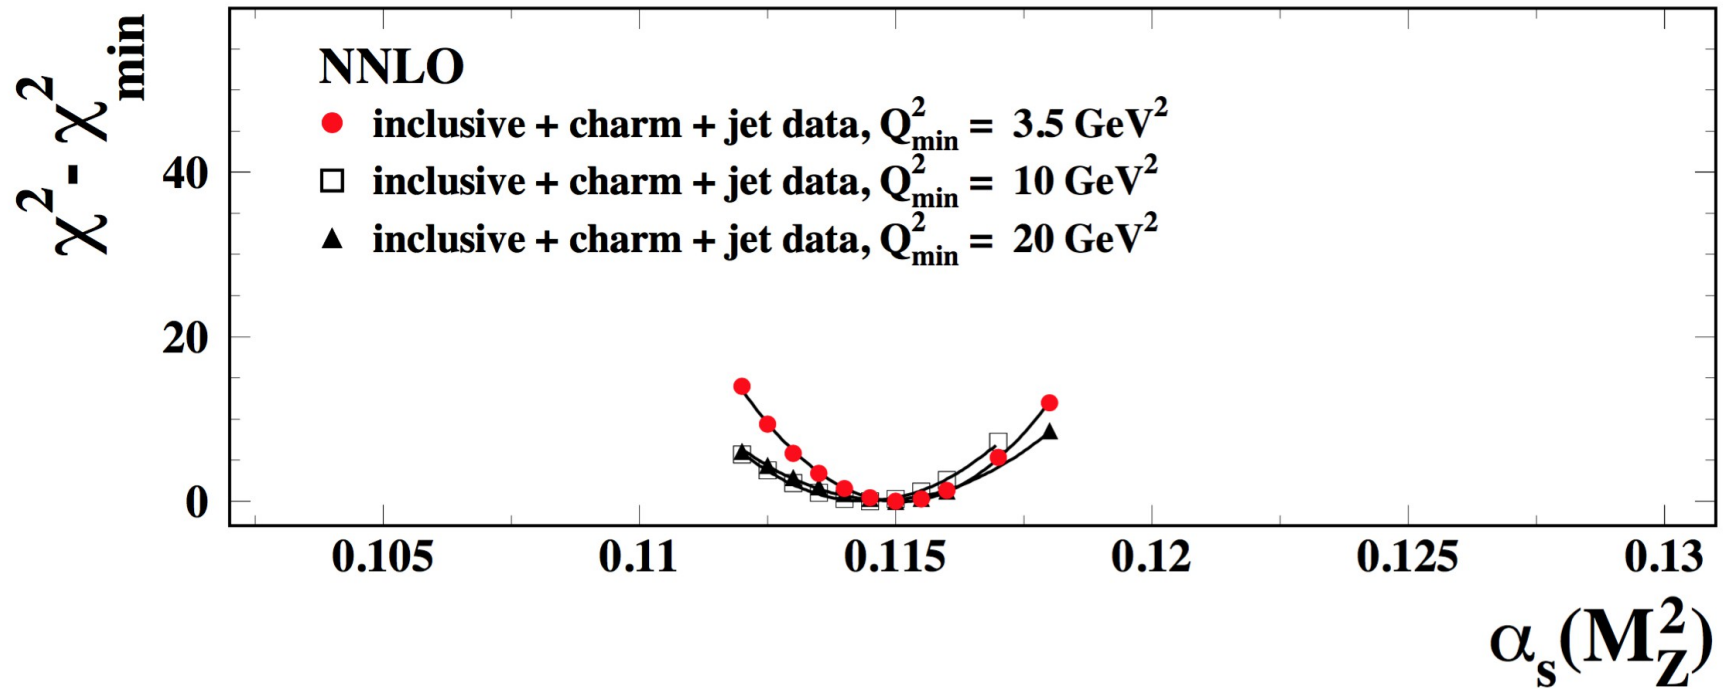 χ² - χ²min
NNLO
inclusive + charm + jet data, Q²min = 3.5 GeV²
inclusive + charm + jet data, Q²min = 10 GeV²
inclusive + charm + jet data, Q²min = 20 GeV²
40
20
0
0.105 0.11 0.115 0.12 0.125 0.13
αs(M²Z)